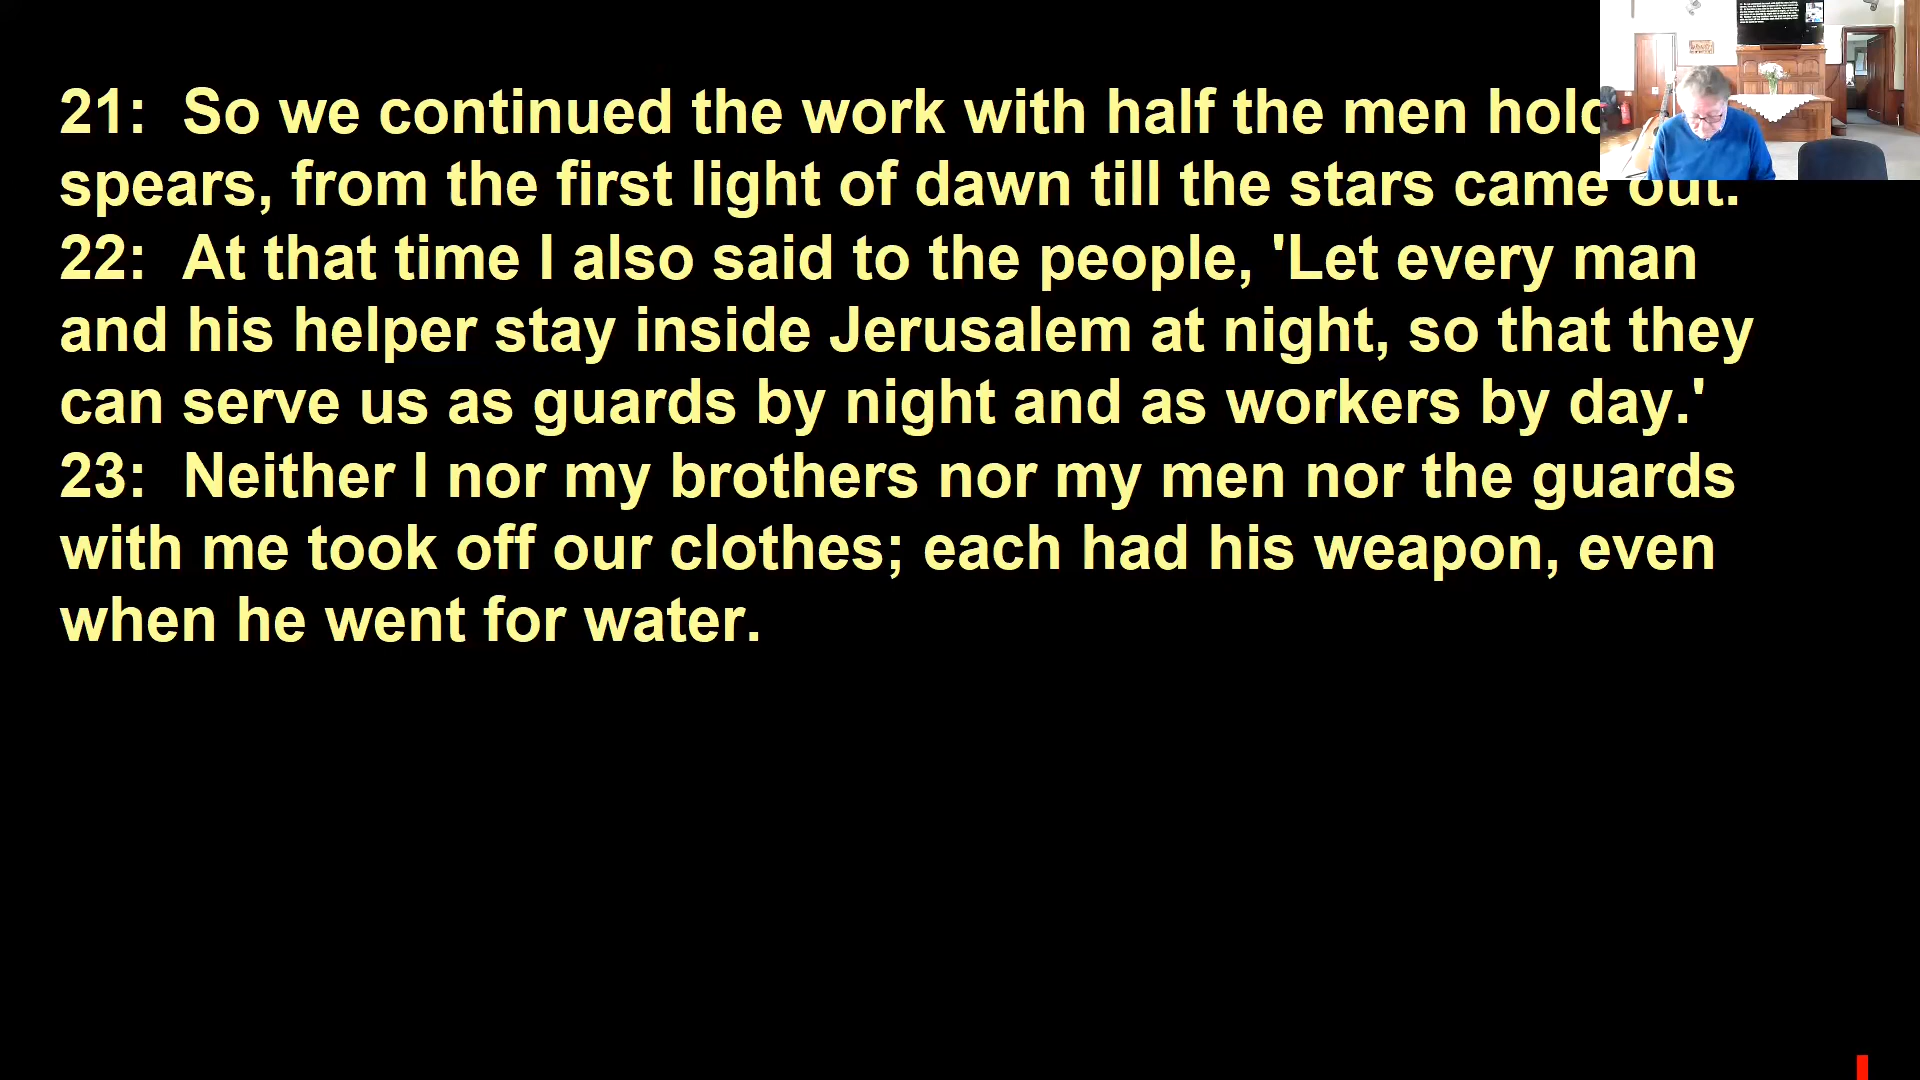 21: So we continued the work with half the men
spears, from the first light of dawn till the stars came out.
22: At that time I also said to the people, 'Let every man
and his helper stay inside Jerusalem at night, so that they
can serve us as guards by night and as workers by day.'
23: Neither I nor my brothers nor my men nor the guards
with me took off our clothes; each had his weapon, even
when he went for water.